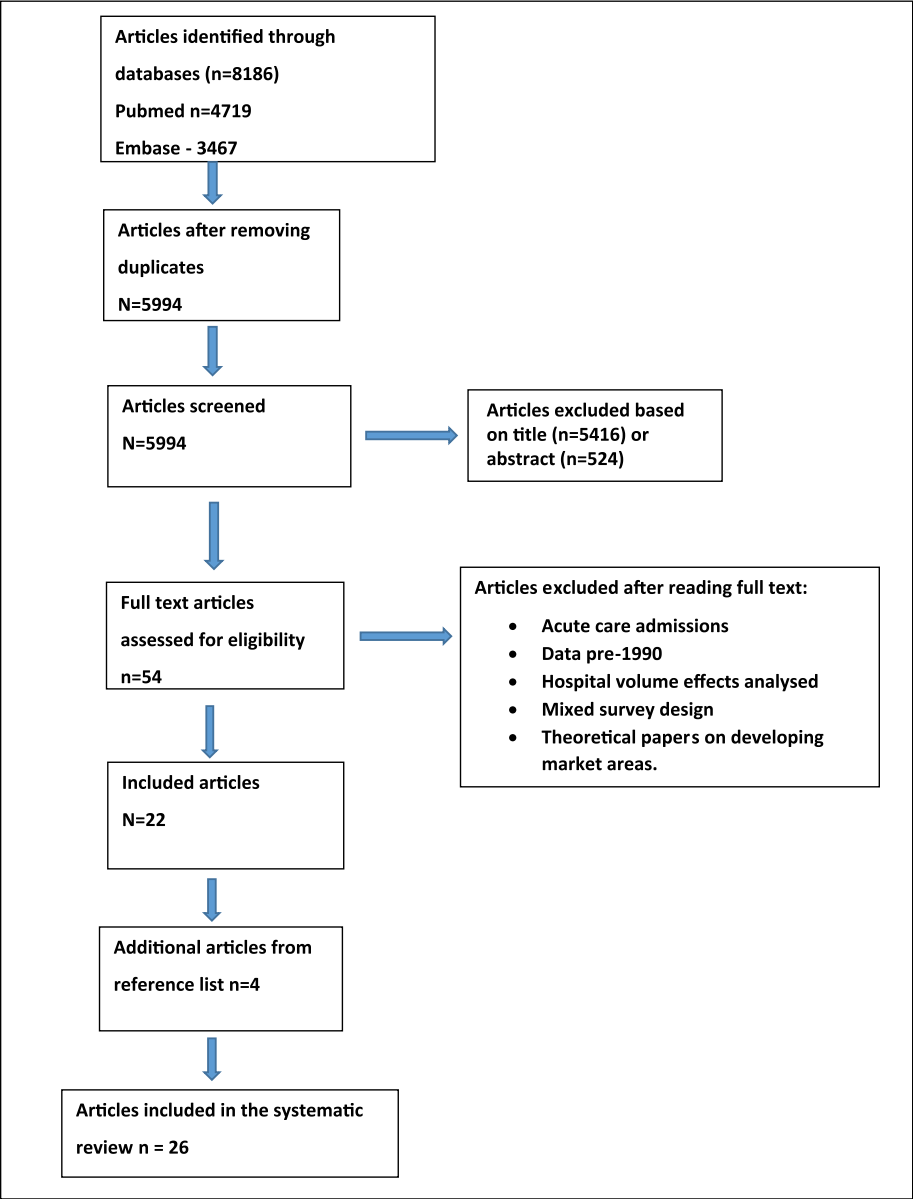 Articles identified through
databases (n=8186)
Pubmed n=4719
Embase - 3467
Articles after removing
duplicates
N=5994
Articles screened
N=5994
Articles excluded based
on title (n=5416) or
abstract (n=524)
Full text articles
assessed for eligibility
n=54
Articles excluded after reading full text:
• Acute care admissions
• Data pre-1990
• Hospital volume effects analysed
• Mixed survey design
• Theoretical papers on developing
market areas.
Included articles
N=22
Additional articles from
reference list n=4
Articles included in the systematic
review n = 26